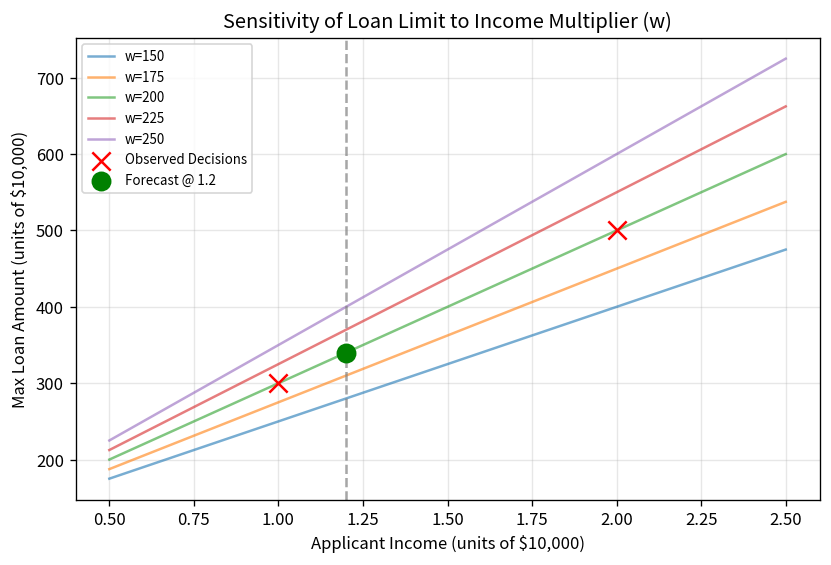 Sensitivity of Loan Limit to Income Multiplier (w)
w=150
w=175
w=200
w=225
w=250
Observed Decisions
Forecast @ 1.2
Max Loan Amount (units of $10,000)
700
600
500
400
300
200
0.50 0.75 1.00 1.25 1.50 1.75 2.00 2.25 2.50
Applicant Income (units of $10,000)